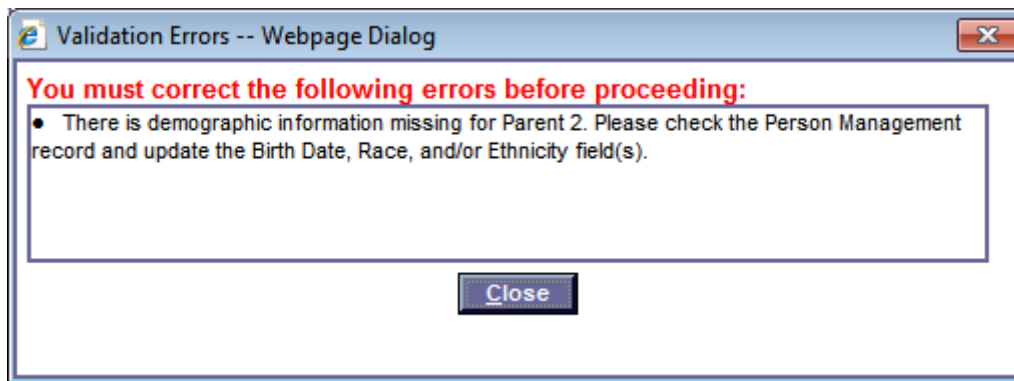 Validation Errors -- Webpage Dialog
You must correct the following errors before proceeding:
● There is demographic information missing for Parent 2. Please check the Person Management
record and update the Birth Date, Race, and/or Ethnicity field(s).
Close